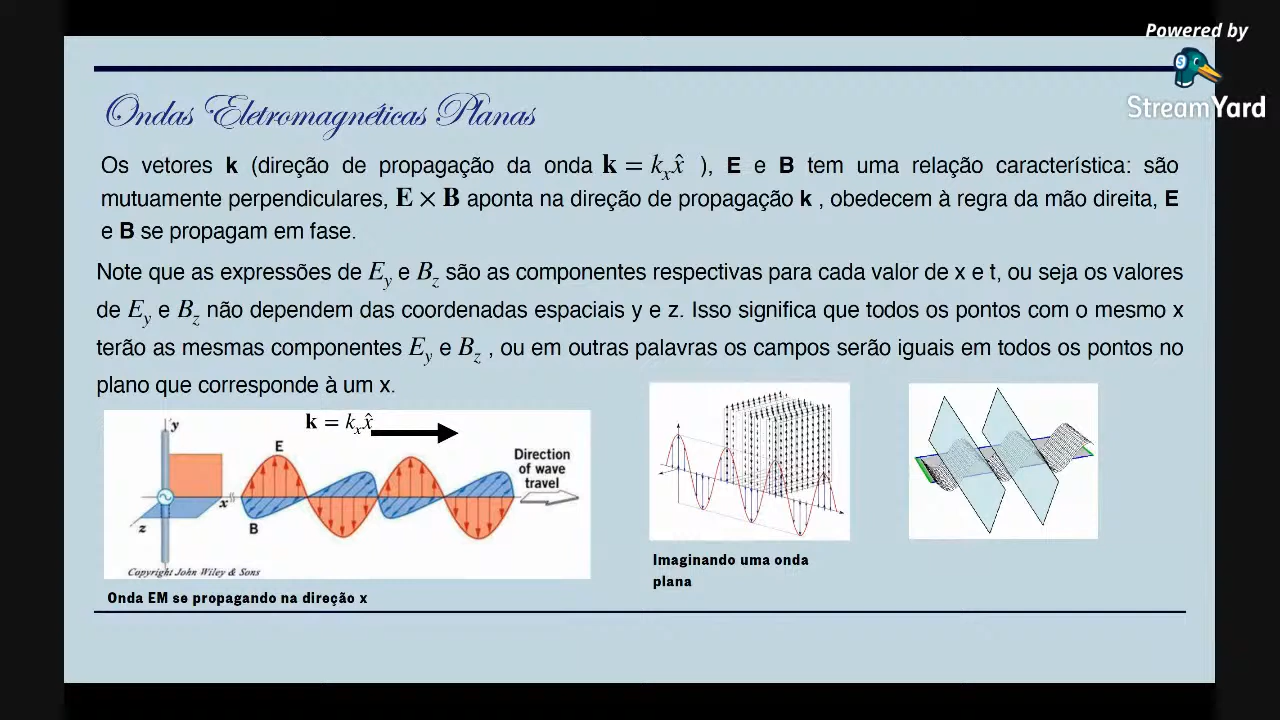 Powered by
StreamYard
Ondas Eletromagnéticas Planas
Os vetores k (direção de propagação da onda k = kₓx̂ ), E e B tem uma relação característica: são
mutuamente perpendiculares, E × B aponta na direção de propagação k , obedecem à regra da mão direita, E
e B se propagam em fase.
Note que as expressões de E_y e B_z são as componentes respectivas para cada valor de x e t, ou seja os valores
de E_y e B_z não dependem das coordenadas espaciais y e z. Isso significa que todos os pontos com o mesmo x
terão as mesmas componentes E_y e B_z , ou em outras palavras os campos serão iguais em todos os pontos no
plano que corresponde à um x.
k = kₓx̂
y
E
Direction
of wave
travel
x
z
B
Copyright John Wiley & Sons
Onda EM se propagando na direção x
Imaginando uma onda
plana